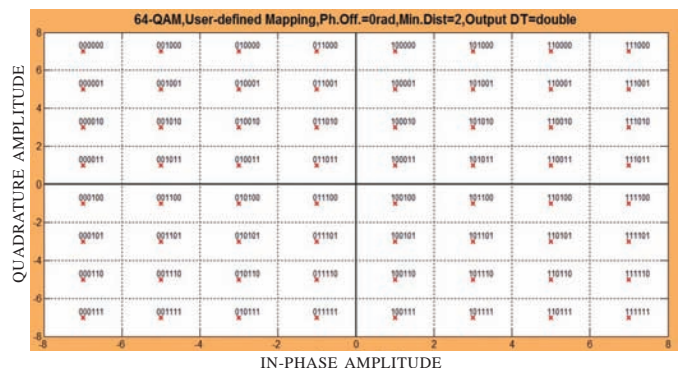 64-QAM,User-defined Mapping,Ph.Off.=0rad,Min.Dist=2,Output DT=double
QUADRATURE AMPLITUDE
8
000000 001000 010000 011000 100000 101000 110000 111000
6
000001 001001 010001 011001 100001 101001 110001 111001
4
000010 001010 010010 011010 100010 101010 110010 111010
2
000011 001011 010011 011011 100011 101011 110011 111011
0
000100 001100 010100 011100 100100 101100 110100 111100
-2
000101 001101 010101 011101 100101 101101 110101 111101
-4
000110 001110 010110 011110 100110 101110 110110 111110
-6
000111 001111 010111 011111 100111 101111 110111 111111
-8
-8 -6 -4 -2 0 2 4 6 8
IN-PHASE AMPLITUDE